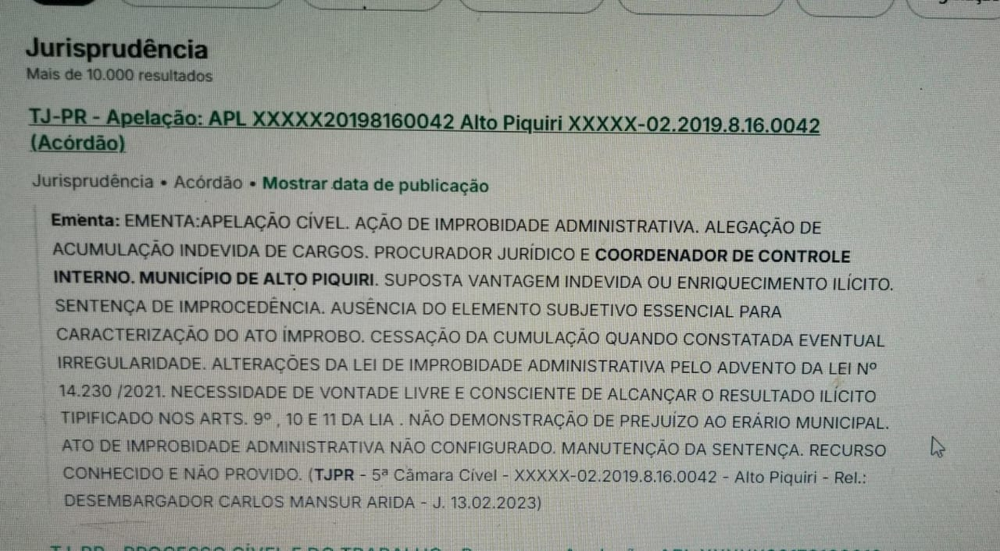 Jurisprudência
Mais de 10.000 resultados
TJ-PR - Apelação: APL XXXXX20198160042 Alto Piquiri XXXXX-02.2019.8.16.0042
(Acórdão)
Jurisprudência • Acórdão • Mostrar data de publicação
Ementa: EMENTA:APELAÇÃO CÍVEL. AÇÃO DE IMPROBIDADE ADMINISTRATIVA. ALEGAÇÃO DE
ACUMULAÇÃO INDEVIDA DE CARGOS. PROCURADOR JURÍDICO E COORDENADOR DE CONTROLE
INTERNO. MUNICÍPIO DE ALTO PIQUIRI. SUPOSTA VANTAGEM INDEVIDA OU ENRIQUECIMENTO ILÍCITO.
SENTENÇA DE IMPROCEDÊNCIA. AUSÊNCIA DO ELEMENTO SUBJETIVO ESSENCIAL PARA
CARACTERIZAÇÃO DO ATO ÍMPROBO. CESSAÇÃO DA CUMULAÇÃO QUANDO CONSTATADA EVENTUAL
IRREGULARIDADE. ALTERAÇÕES DA LEI DE IMPROBIDADE ADMINISTRATIVA PELO ADVENTO DA LEI Nº
14.230 /2021. NECESSIDADE DE VONTADE LIVRE E CONSCIENTE DE ALCANÇAR O RESULTADO ILÍCITO
TIPIFICADO NOS ARTS. 9º , 10 E 11 DA LIA . NÃO DEMONSTRAÇÃO DE PREJUÍZO AO ERÁRIO MUNICIPAL.
ATO DE IMPROBIDADE ADMINISTRATIVA NÃO CONFIGURADO. MANUTENÇÃO DA SENTENÇA. RECURSO
CONHECIDO E NÃO PROVIDO. (TJPR - 5ª Câmara Cível - XXXXX-02.2019.8.16.0042 - Alto Piquiri - Rel.:
DESEMBARGADOR CARLOS MANSUR ARIDA - J. 13.02.2023)